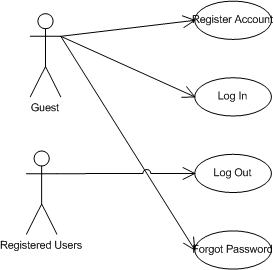 Register Account
Guest
Log In
Log Out
Registered Users
Forgot Password